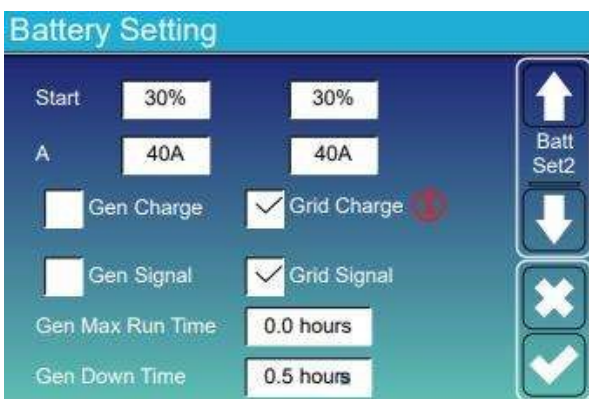 Battery Setting
Start 30% 30%
A 40A 40A
Batt
Set2
Gen Charge Grid Charge
Gen Signal Grid Signal
Gen Max Run Time 0.0 hours
Gen Down Time 0.5 hours